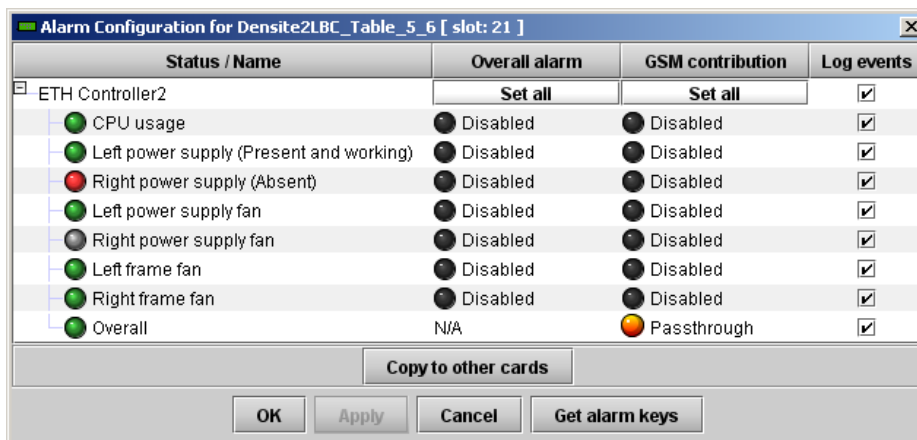 Alarm Configuration for Densite2LBC_Table_5_6 [ slot: 21 ]
Status / Name Overall alarm GSM contribution Log events
ETH Controller2 Set all Set all
CPU usage Disabled Disabled
Left power supply (Present and working) Disabled Disabled
Right power supply (Absent) Disabled Disabled
Left power supply fan Disabled Disabled
Right power supply fan Disabled Disabled
Left frame fan Disabled Disabled
Right frame fan Disabled Disabled
Overall N/A Passthrough
Copy to other cards
OK Apply Cancel Get alarm keys